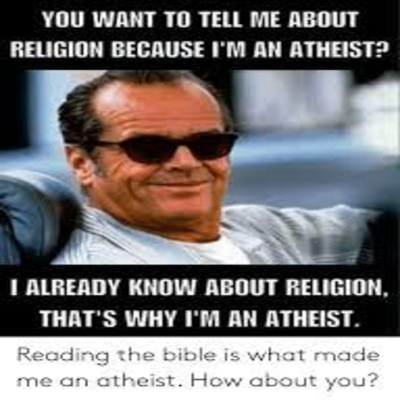 YOU WANT TO TELL ME ABOUT
RELIGION BECAUSE I'M AN ATHEIST?
I ALREADY KNOW ABOUT RELIGION,
THAT'S WHY I'M AN ATHEIST.
Reading the bible is what made
me an atheist. How about you?